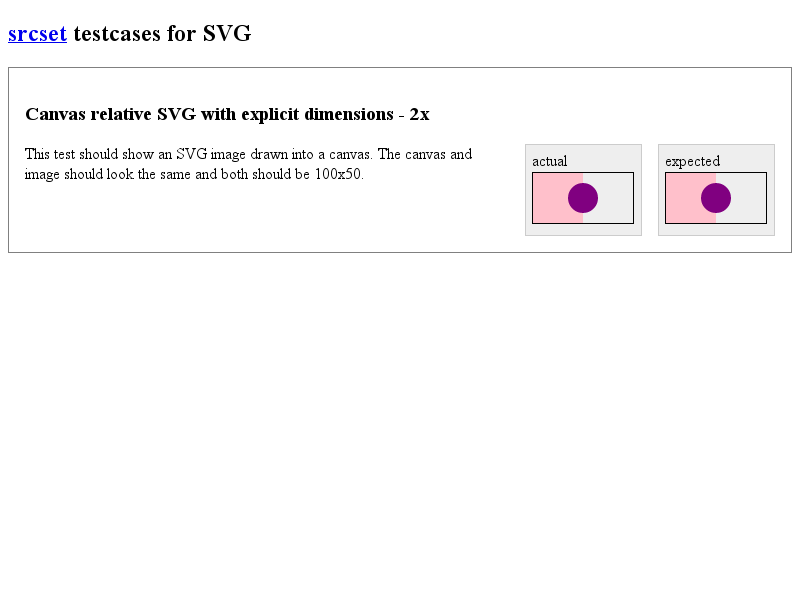 srcset testcases for SVG
Canvas relative SVG with explicit dimensions - 2x
This test should show an SVG image drawn into a canvas. The canvas and
image should look the same and both should be 100x50.
actual
expected